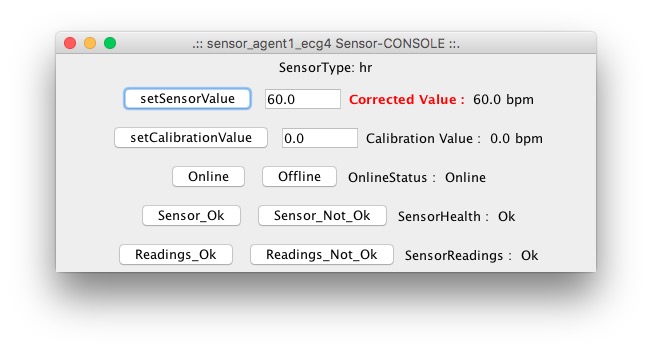 .:: sensor_agent1_ecg4 Sensor-CONSOLE ::.
SensorType: hr
setSensorValue 60.0 Corrected Value : 60.0 bpm
setCalibrationValue 0.0 Calibration Value : 0.0 bpm
Online Offline OnlineStatus : Online
Sensor_Ok Sensor_Not_Ok SensorHealth : Ok
Readings_Ok Readings_Not_Ok SensorReadings : Ok